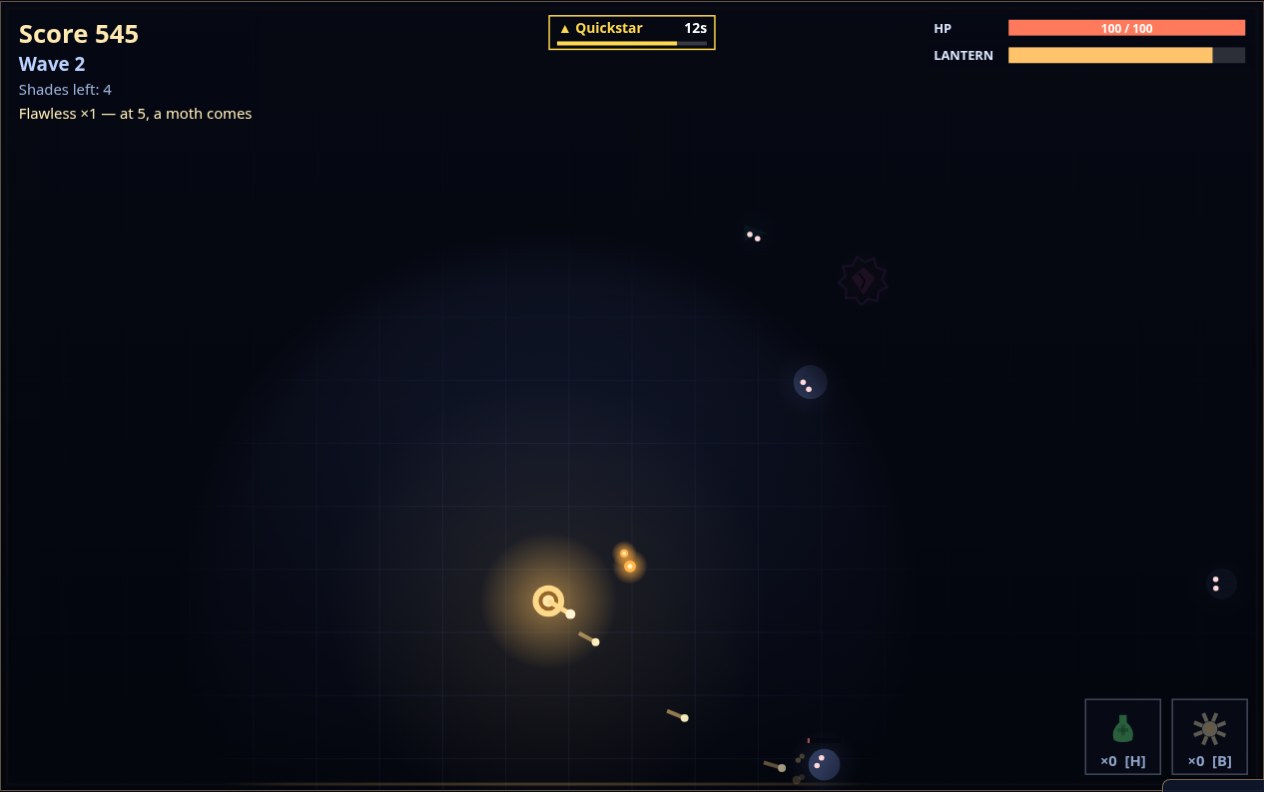 Score 545
Wave 2
Shades left: 4
Flawless ×1 — at 5, a moth comes
▲ Quickstar 12s
HP 100 / 100
LANTERN
×0 [H]
×0 [B]